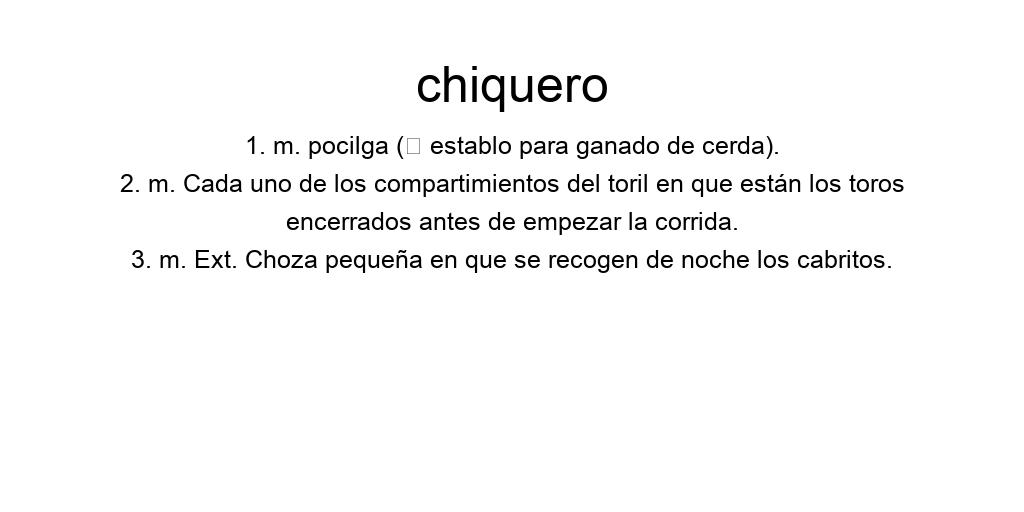 chiquero
1. m. pocilga (□ establo para ganado de cerda).
2. m. Cada uno de los compartimientos del toril en que están los toros
encerrados antes de empezar la corrida.
3. m. Ext. Choza pequeña en que se recogen de noche los cabritos.